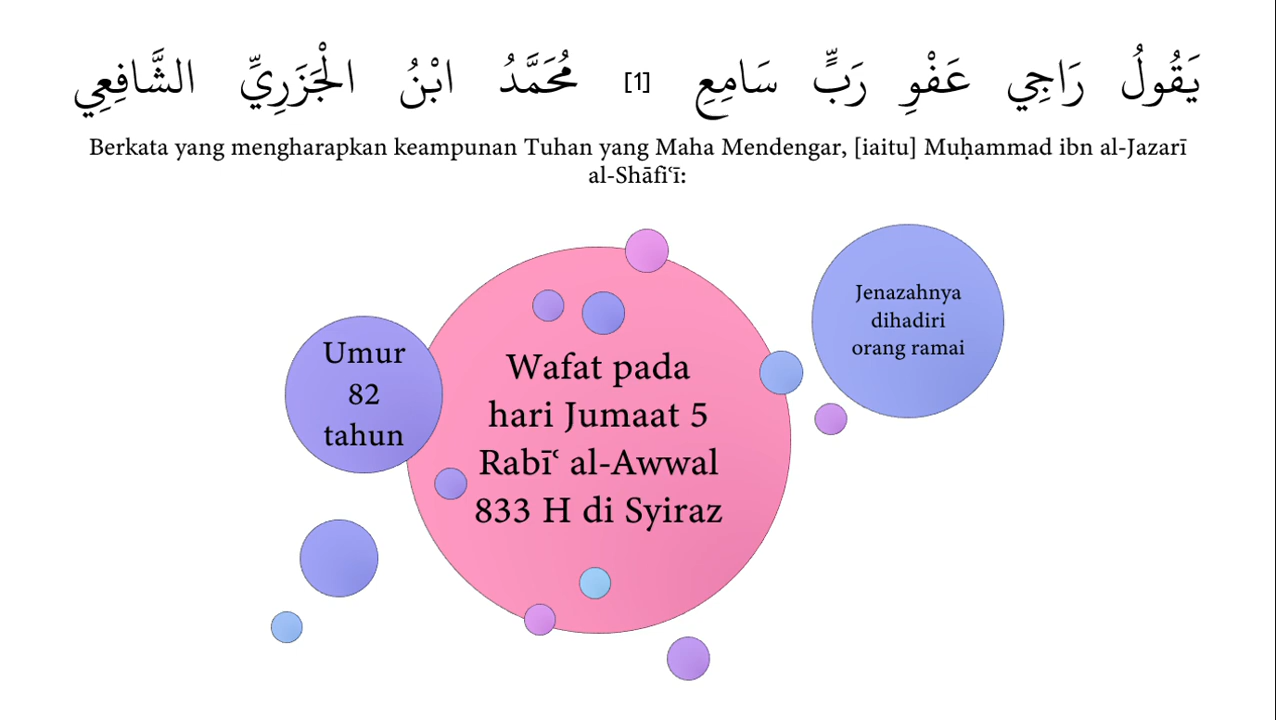 يَقُولُ رَاجِي عَفْوِ رَبٍّ سَامِعِ [1] مُحَمَّدُ ابْنُ الْجَزَرِيِّ الشَّافِعِي
Berkata yang mengharapkan keampunan Tuhan yang Maha Mendengar, [iaitu] Muḥammad ibn al-Jazarī
al-Shāfiʿī:
Umur
82
tahun
Wafat pada
hari Jumaat 5
Rabīʿ al-Awwal
833 H di Syiraz
Jenazahnya
dihadiri
orang ramai